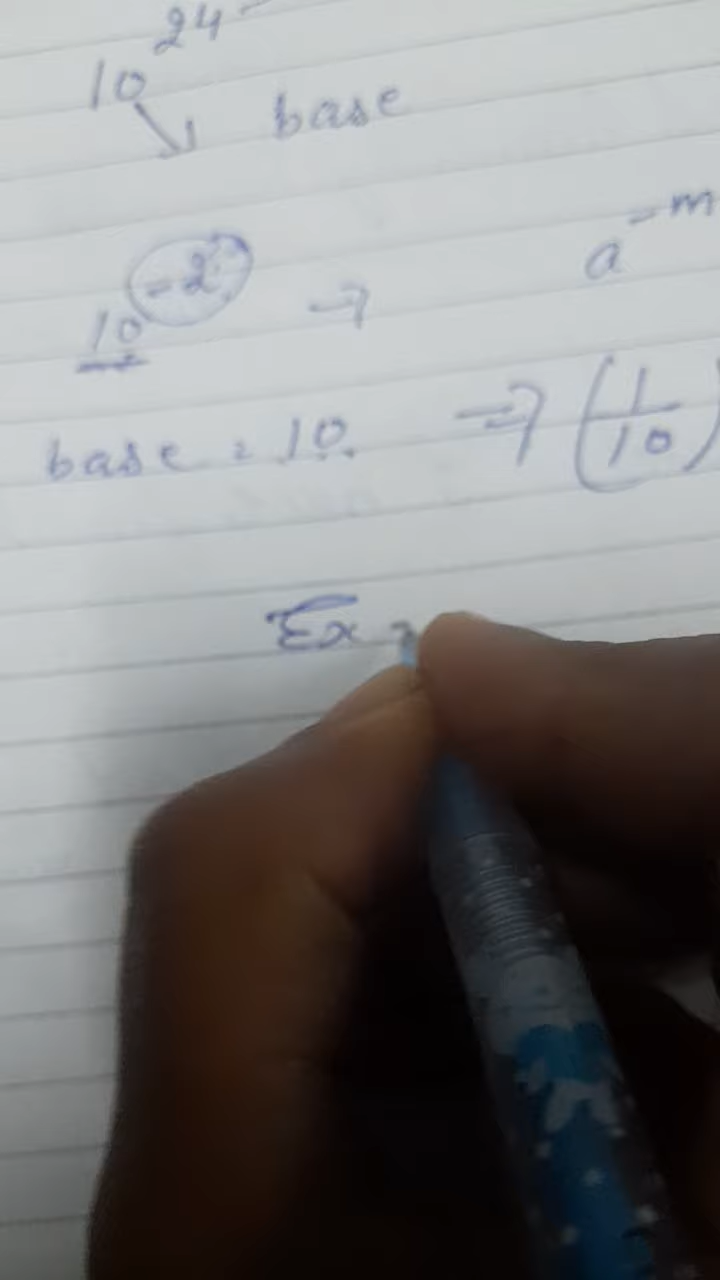 10^24
base
10^-2 → a^-m
base = 10. ⇒ (1/10)
Ex